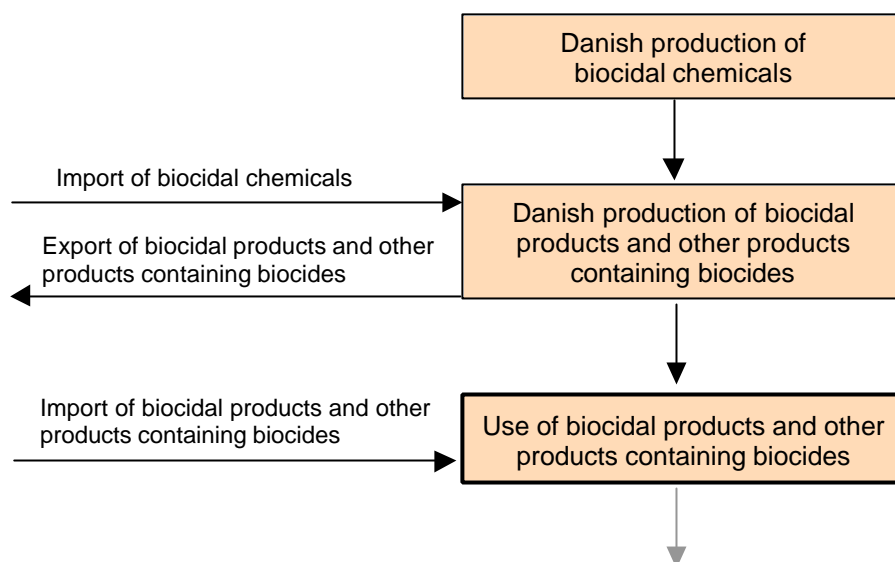 Danish production of
biocidal chemicals
Import of biocidal chemicals
Danish production of biocidal
products and other products
containing biocides
Export of biocidal products and other
products containing biocides
Import of biocidal products and other
products containing biocides
Use of biocidal products and other
products containing biocides